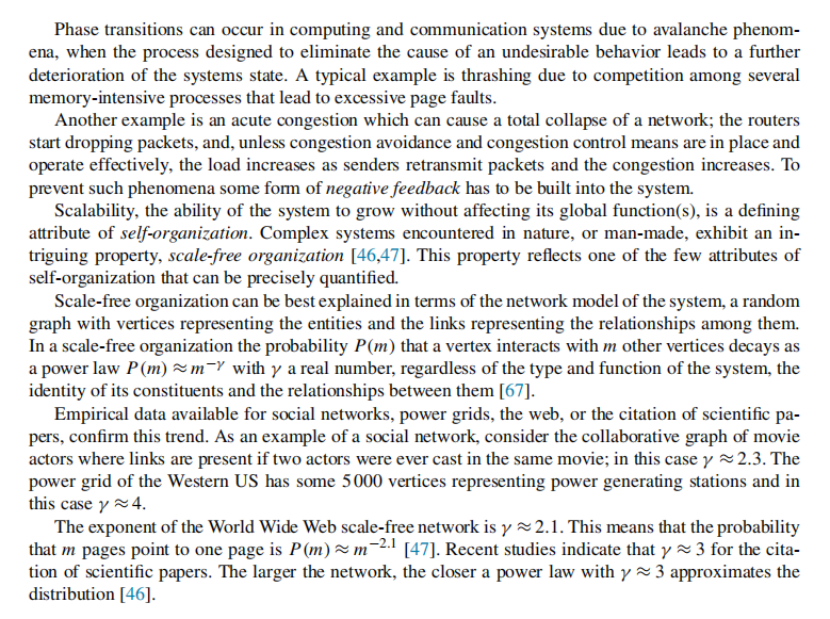 Phase transitions can occur in computing and communication systems due to avalanche phenom-
ena, when the process designed to eliminate the cause of an undesirable behavior leads to a further
deterioration of the systems state. A typical example is thrashing due to competition among several
memory-intensive processes that lead to excessive page faults.
Another example is an acute congestion which can cause a total collapse of a network; the routers
start dropping packets, and, unless congestion avoidance and congestion control means are in place and
operate effectively, the load increases as senders retransmit packets and the congestion increases. To
prevent such phenomena some form of negative feedback has to be built into the system.
Scalability, the ability of the system to grow without affecting its global function(s), is a defining
attribute of self-organization. Complex systems encountered in nature, or man-made, exhibit an in-
triguing property, scale-free organization [46,47]. This property reflects one of the few attributes of
self-organization that can be precisely quantified.
Scale-free organization can be best explained in terms of the network model of the system, a random
graph with vertices representing the entities and the links representing the relationships among them.
In a scale-free organization the probability P(m) that a vertex interacts with m other vertices decays as
a power law P(m) ≈ m^−γ with γ a real number, regardless of the type and function of the system, the
identity of its constituents and the relationships between them [67].
Empirical data available for social networks, power grids, the web, or the citation of scientific pa-
pers, confirm this trend. As an example of a social network, consider the collaborative graph of movie
actors where links are present if two actors were ever cast in the same movie; in this case γ ≈ 2.3. The
power grid of the Western US has some 5000 vertices representing power generating stations and in
this case γ ≈ 4.
The exponent of the World Wide Web scale-free network is γ ≈ 2.1. This means that the probability
that m pages point to one page is P(m) ≈ m^−2.1 [47]. Recent studies indicate that γ ≈ 3 for the cita-
tion of scientific papers. The larger the network, the closer a power law with γ ≈ 3 approximates the
distribution [46].